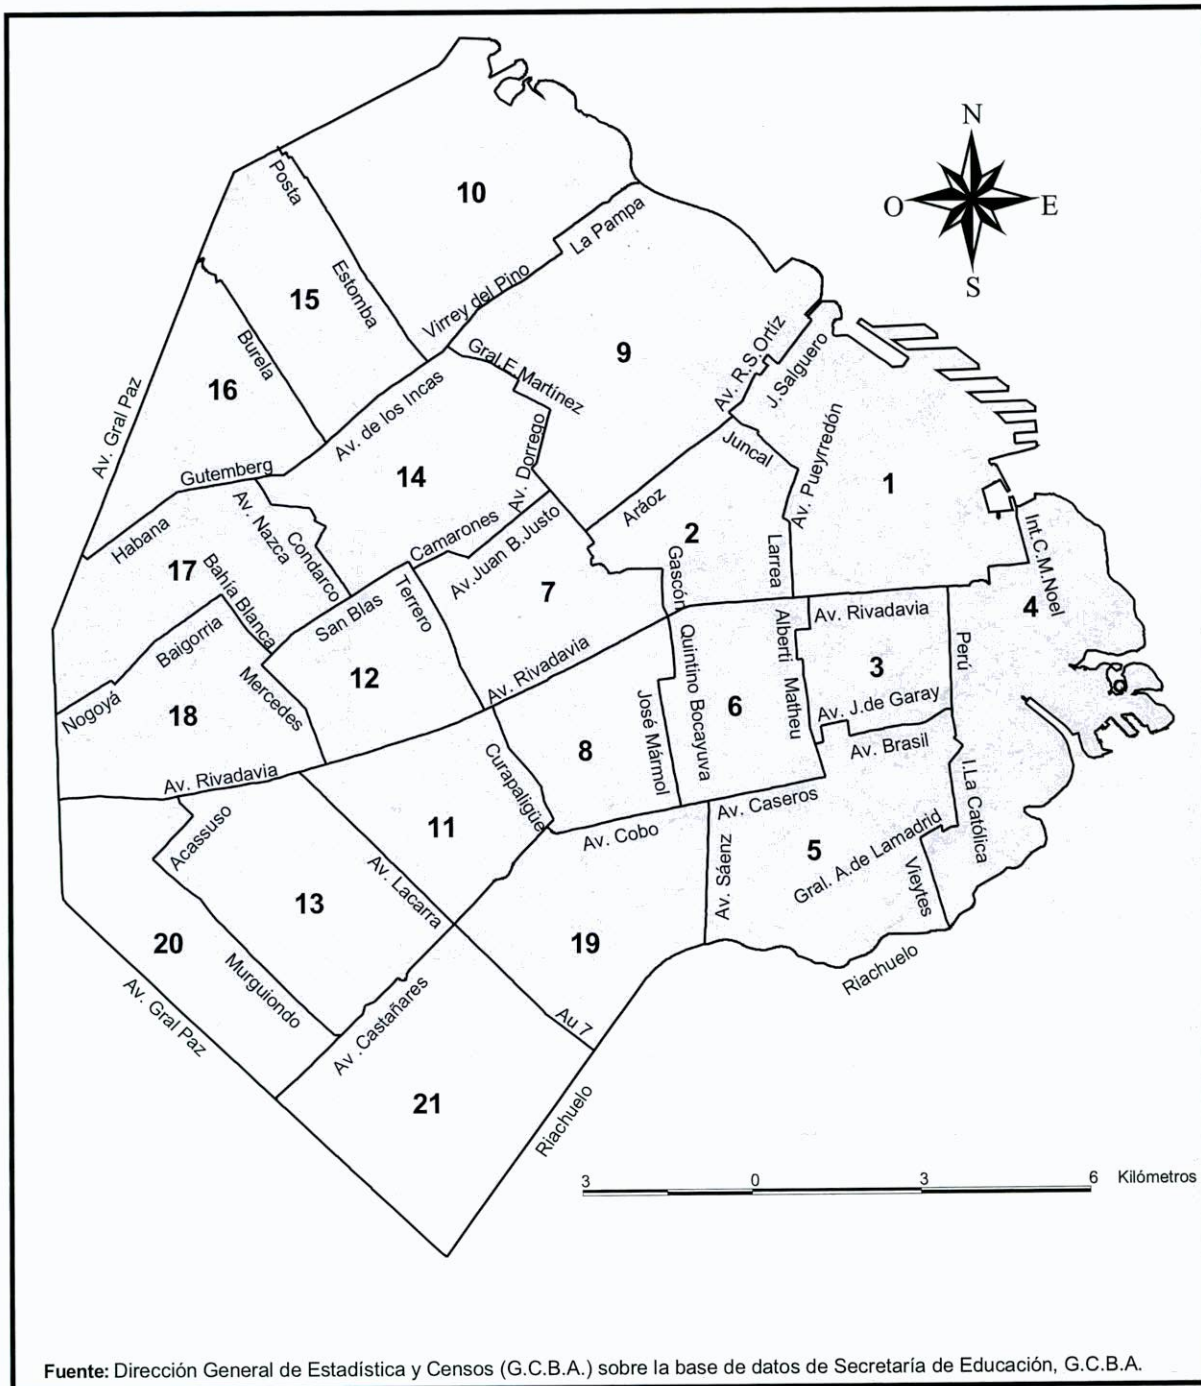 N
O
E
S
10
Posta
La Pampa
15
Estomba
Virrey del Pino
9
Av. R.S.Ortíz
J.Salguero
Burela
Gral.E.Martínez
16
Av. Gral Paz
Av. de los Incas
Juncal
Av. Pueyrredón
Av. Dorrego
Gutemberg
14
1
Aráoz
Av. Nazca
Habana
Camarones
Condarco
2
Larrea
Int.C.M.Noel
17
Bahía Blanca
Av.Juan B.Justo
7
Gascón
Terrero
San Blas
Av. Rivadavia
4
Baigorria
Alberti
Perú
Av. Rivadavia
Quintino Bocayuva
3
Mercedes
12
Matheu
Nogoyá
18
José Mármol
6
Av. J.de Garay
8
Av. Brasil
Av. Rivadavia
Curapaligüe
I.La Católica
Acassuso
11
Av. Caseros
Av. Cobo
5
Gral. A.de Lamadrid
Av. Sáenz
Vieytes
Av. Lacarra
13
20
19
Murguiondo
Riachuelo
Av. Gral Paz
Av .Castañares
Au 7
21
Riachuelo
3 0 3 6 Kilómetros
Fuente: Dirección General de Estadística y Censos (G.C.B.A.) sobre la base de datos de Secretaría de Educación, G.C.B.A.